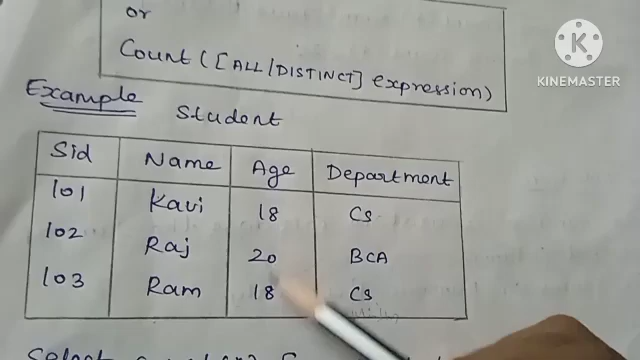 or
Count ([ALL/DISTINCT] expression)
KINEMASTER
Example Student
Sid Name Age Department
101 Kavi 18 CS
102 Raj 20 BCA
103 Ram 18 CS
Select